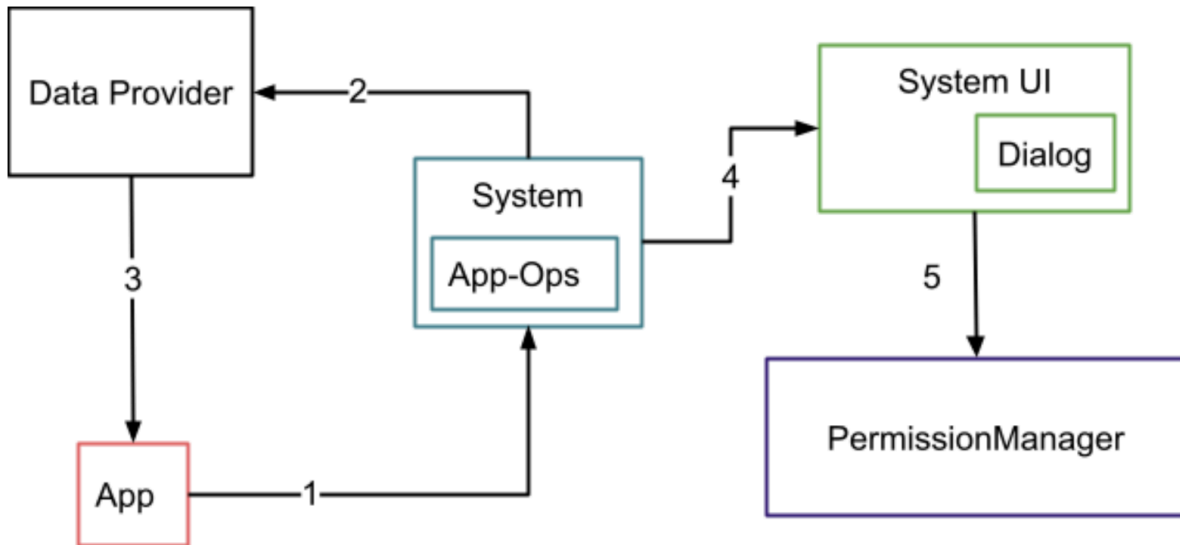 Data Provider
2
System UI
Dialog
4
System
App-Ops
3
5
PermissionManager
App
1